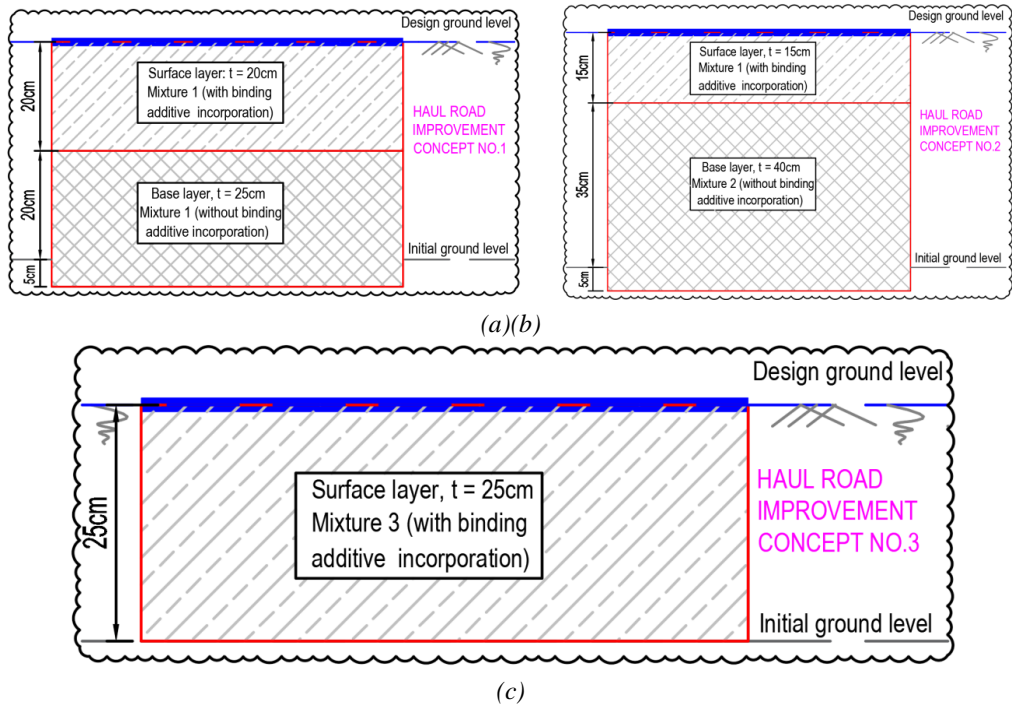 Design ground level
20cm
Surface layer: t = 20cm
Mixture 1 (with binding
additive incorporation)
HAUL ROAD
IMPROVEMENT
CONCEPT NO.1
20cm
Base layer, t = 25cm
Mixture 1 (without binding
additive incorporation)
Initial ground level
5cm
Design ground level
15cm
Surface layer, t = 15cm
Mixture 1 (with binding
additive incorporation)
HAUL ROAD
IMPROVEMENT
CONCEPT NO.2
35cm
Base layer, t = 40cm
Mixture 2 (without binding
additive incorporation)
Initial ground level
5cm
(a)(b)
Design ground level
25cm
Surface layer, t = 25cm
Mixture 3 (with binding
additive incorporation)
HAUL ROAD
IMPROVEMENT
CONCEPT NO.3
Initial ground level
(c)